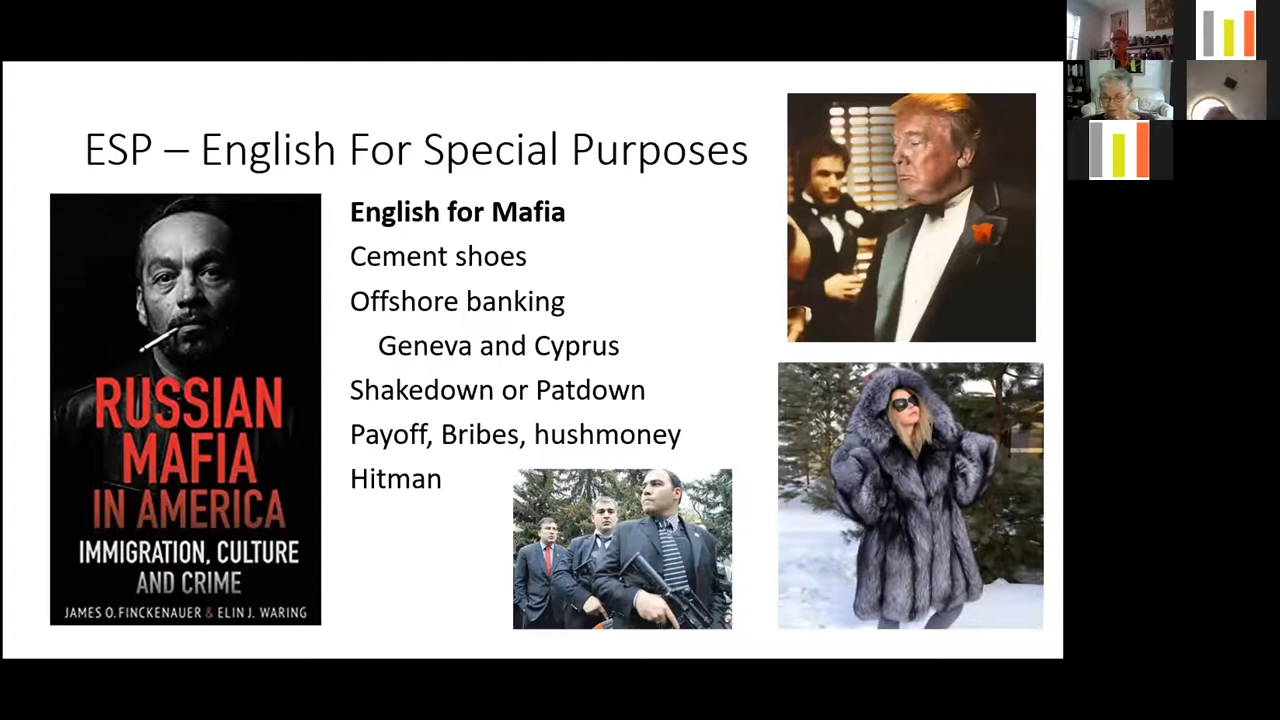 ESP – English For Special Purposes
RUSSIAN
MAFIA
IN AMERICA
IMMIGRATION, CULTURE
AND CRIME
JAMES O. FINCKENAUER & ELIN J. WARING
English for Mafia
Cement shoes
Offshore banking
Geneva and Cyprus
Shakedown or Patdown
Payoff, Bribes, hushmoney
Hitman